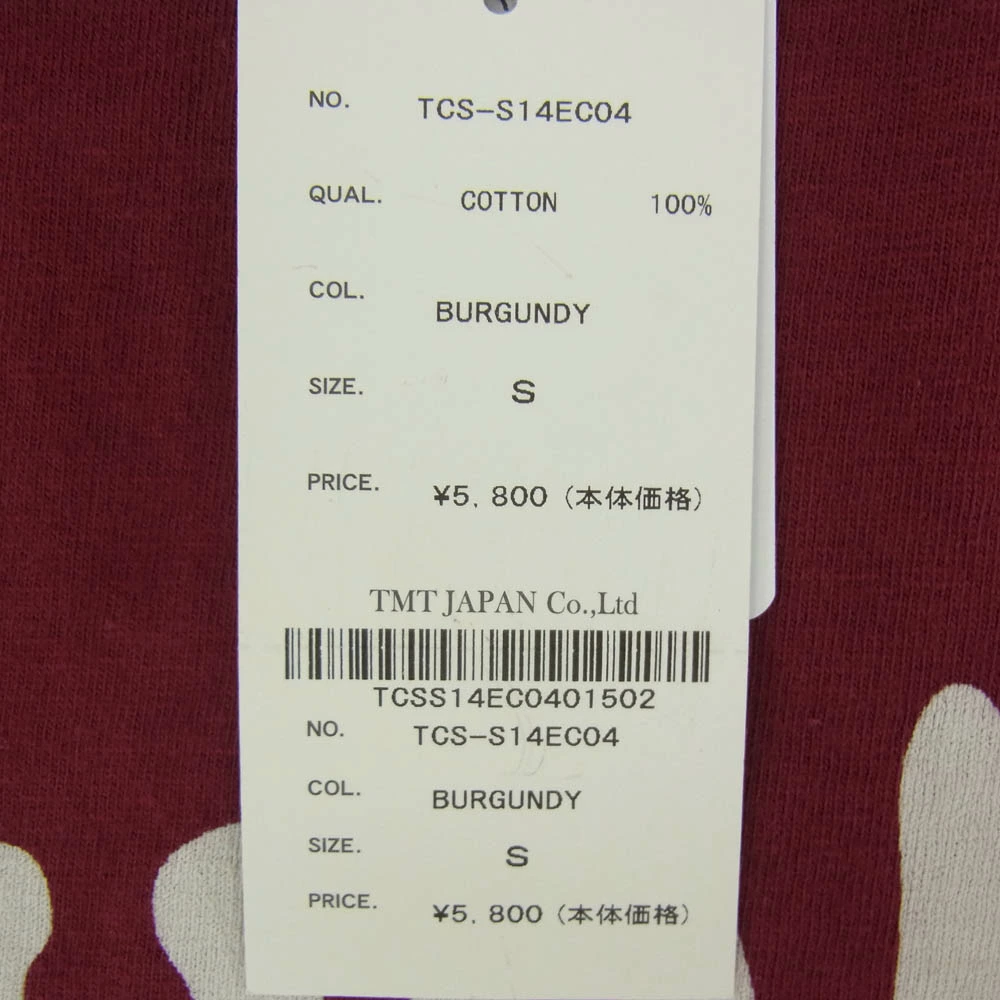 NO. TCS-S14EC04
QUAL. COTTON 100%
COL. BURGUNDY
SIZE. S
PRICE. ¥5,800 (本体価格)
TMT JAPAN Co.,Ltd
TCSS14EC0401502
NO. TCS-S14EC04
COL. BURGUNDY
SIZE. S
PRICE. ¥5,800 (本体価格)